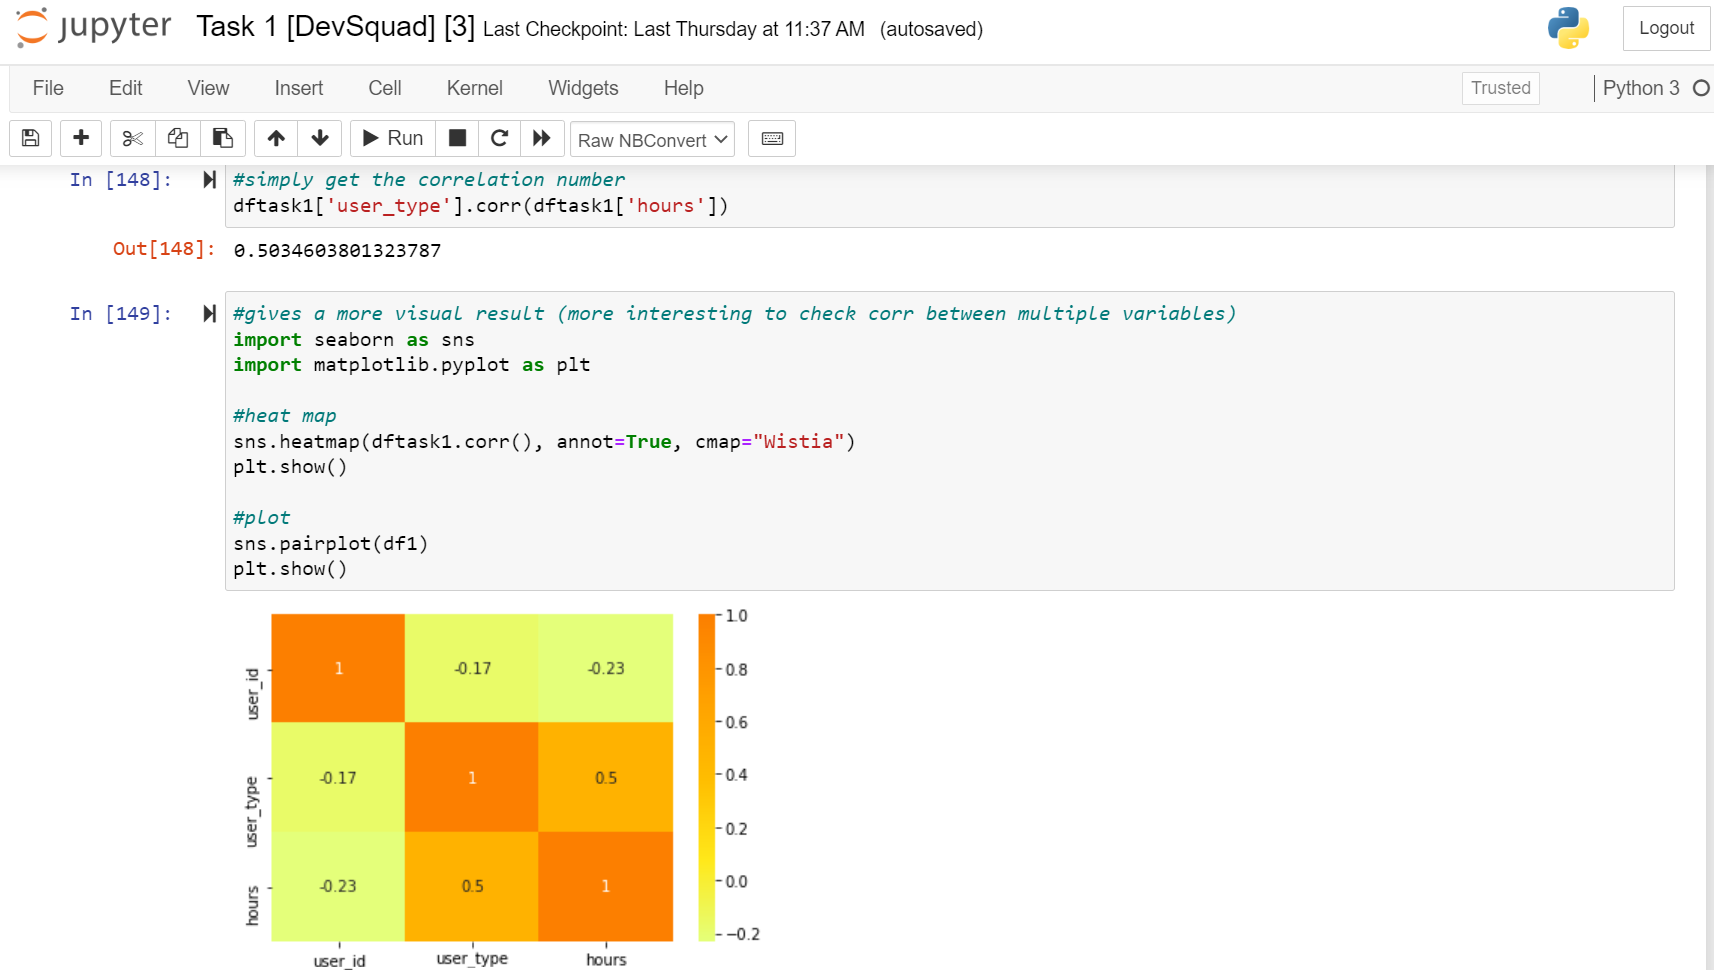 jupyter Task 1 [DevSquad] [3] Last Checkpoint: Last Thursday at 11:37 AM (autosaved)
Logout
File Edit View Insert Cell Kernel Widgets Help Trusted Python 3
Run Raw NBConvert
In [148]: #simply get the correlation number
dftask1['user_type'].corr(dftask1['hours'])
Out[148]: 0.5034603801323787
In [149]: #gives a more visual result (more interesting to check corr between multiple variables)
import seaborn as sns
import matplotlib.pyplot as plt
#heat map
sns.heatmap(dftask1.corr(), annot=True, cmap="Wistia")
plt.show()
#plot
sns.pairplot(df1)
plt.show()
user_id 1 -0.17 -0.23
user_type -0.17 1 0.5
hours -0.23 0.5 1
user_id user_type hours
1.0
0.8
0.6
0.4
0.2
0.0
−0.2